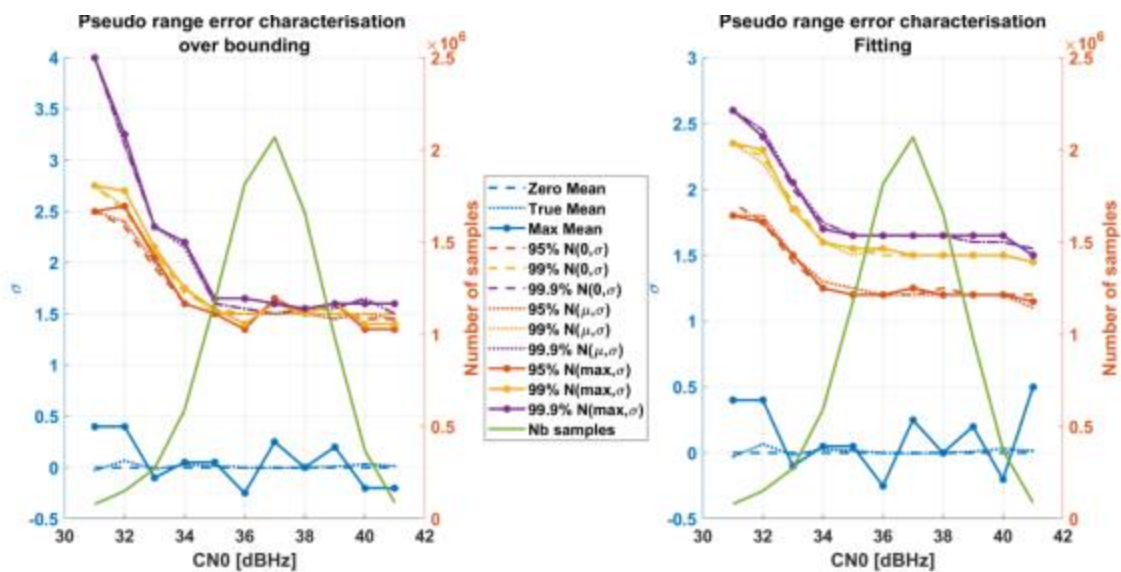 Pseudo range error characterisation
over bounding
×10⁶
4
3.5
3
2.5
2
1.5
1
0.5
0
-0.5
σ
2.5
2
1.5
1
0.5
0
Number of samples
30 32 34 36 38 40 42
CN0 [dBHz]
Zero Mean
True Mean
Max Mean
95% N(0,σ)
99% N(0,σ)
99.9% N(0,σ)
95% N(μ,σ)
99% N(μ,σ)
99.9% N(μ,σ)
95% N(max,σ)
99% N(max,σ)
99.9% N(max,σ)
Nb samples
Pseudo range error characterisation
Fitting
×10⁶
3
2.5
2
1.5
1
0.5
0
-0.5
σ
2.5
2
1.5
1
0.5
0
Number of samples
30 32 34 36 38 40 42
CN0 [dBHz]